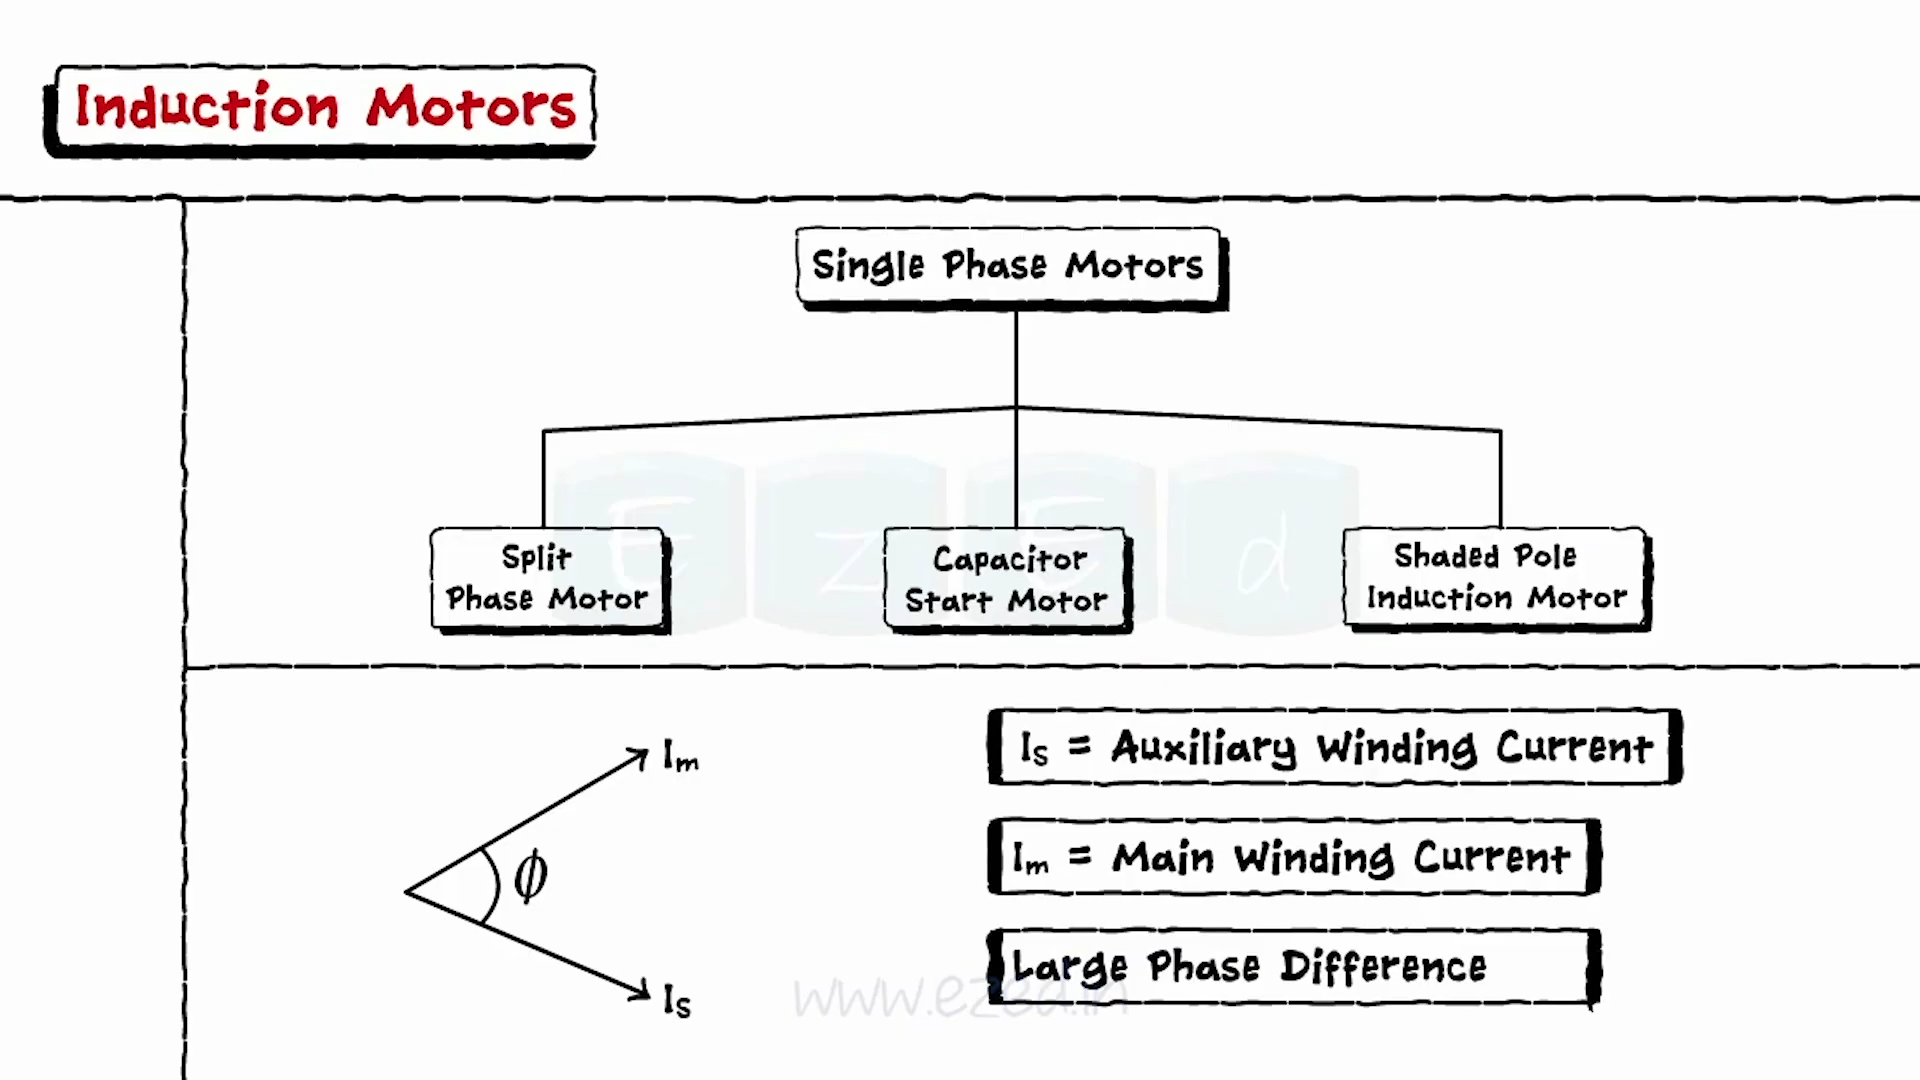 Induction Motors
Single Phase Motors
Split
Phase Motor
Capacitor
Start Motor
Shaded Pole
Induction Motor
E z E d
Im
ϕ
Is
Is = Auxiliary Winding Current
Im = Main Winding Current
Large Phase Difference
www.ezed.in